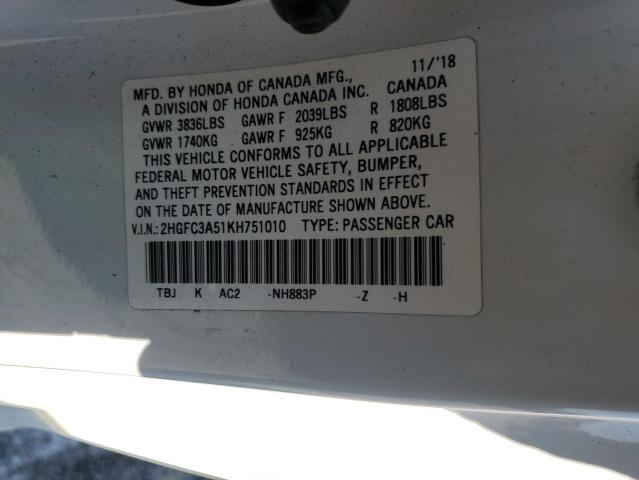 11/'18
MFD. BY HONDA OF CANADA MFG., CANADA
A DIVISION OF HONDA CANADA INC.
GVWR 3836LBS GAWR F 2039LBS R 1808LBS
GVWR 1740KG GAWR F 925KG R 820KG
THIS VEHICLE CONFORMS TO ALL APPLICABLE
FEDERAL MOTOR VEHICLE SAFETY, BUMPER,
AND THEFT PREVENTION STANDARDS IN EFFECT
ON THE DATE OF MANUFACTURE SHOWN ABOVE.
V.I.N.: 2HGFC3A51KH751010 TYPE: PASSENGER CAR
TBJ K AC2 -NH883P -Z -H